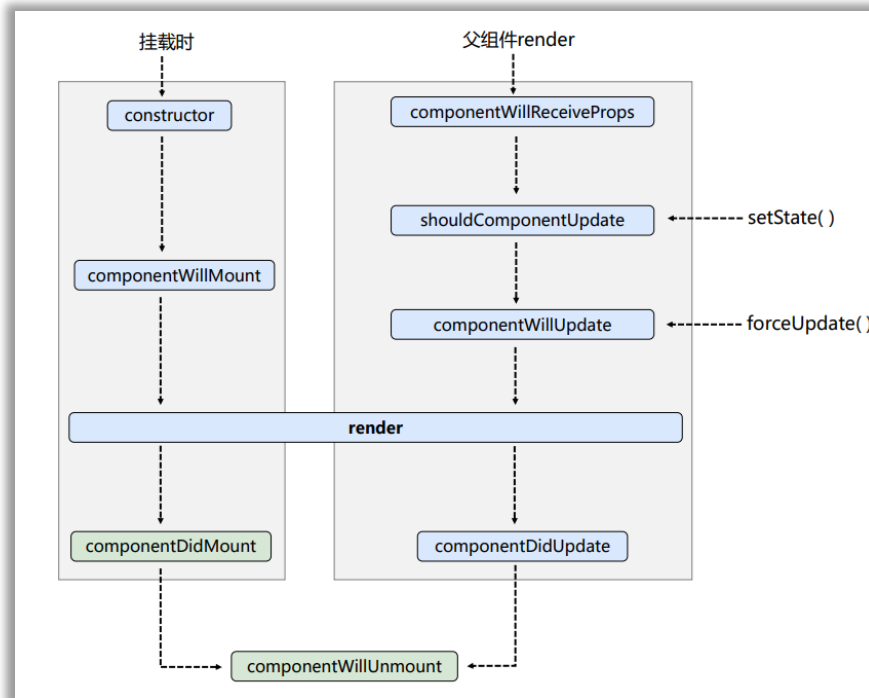 挂载时
父组件render
constructor
componentWillReceiveProps
shouldComponentUpdate
setState( )
componentWillMount
componentWillUpdate
forceUpdate( )
render
componentDidMount
componentDidUpdate
componentWillUnmount